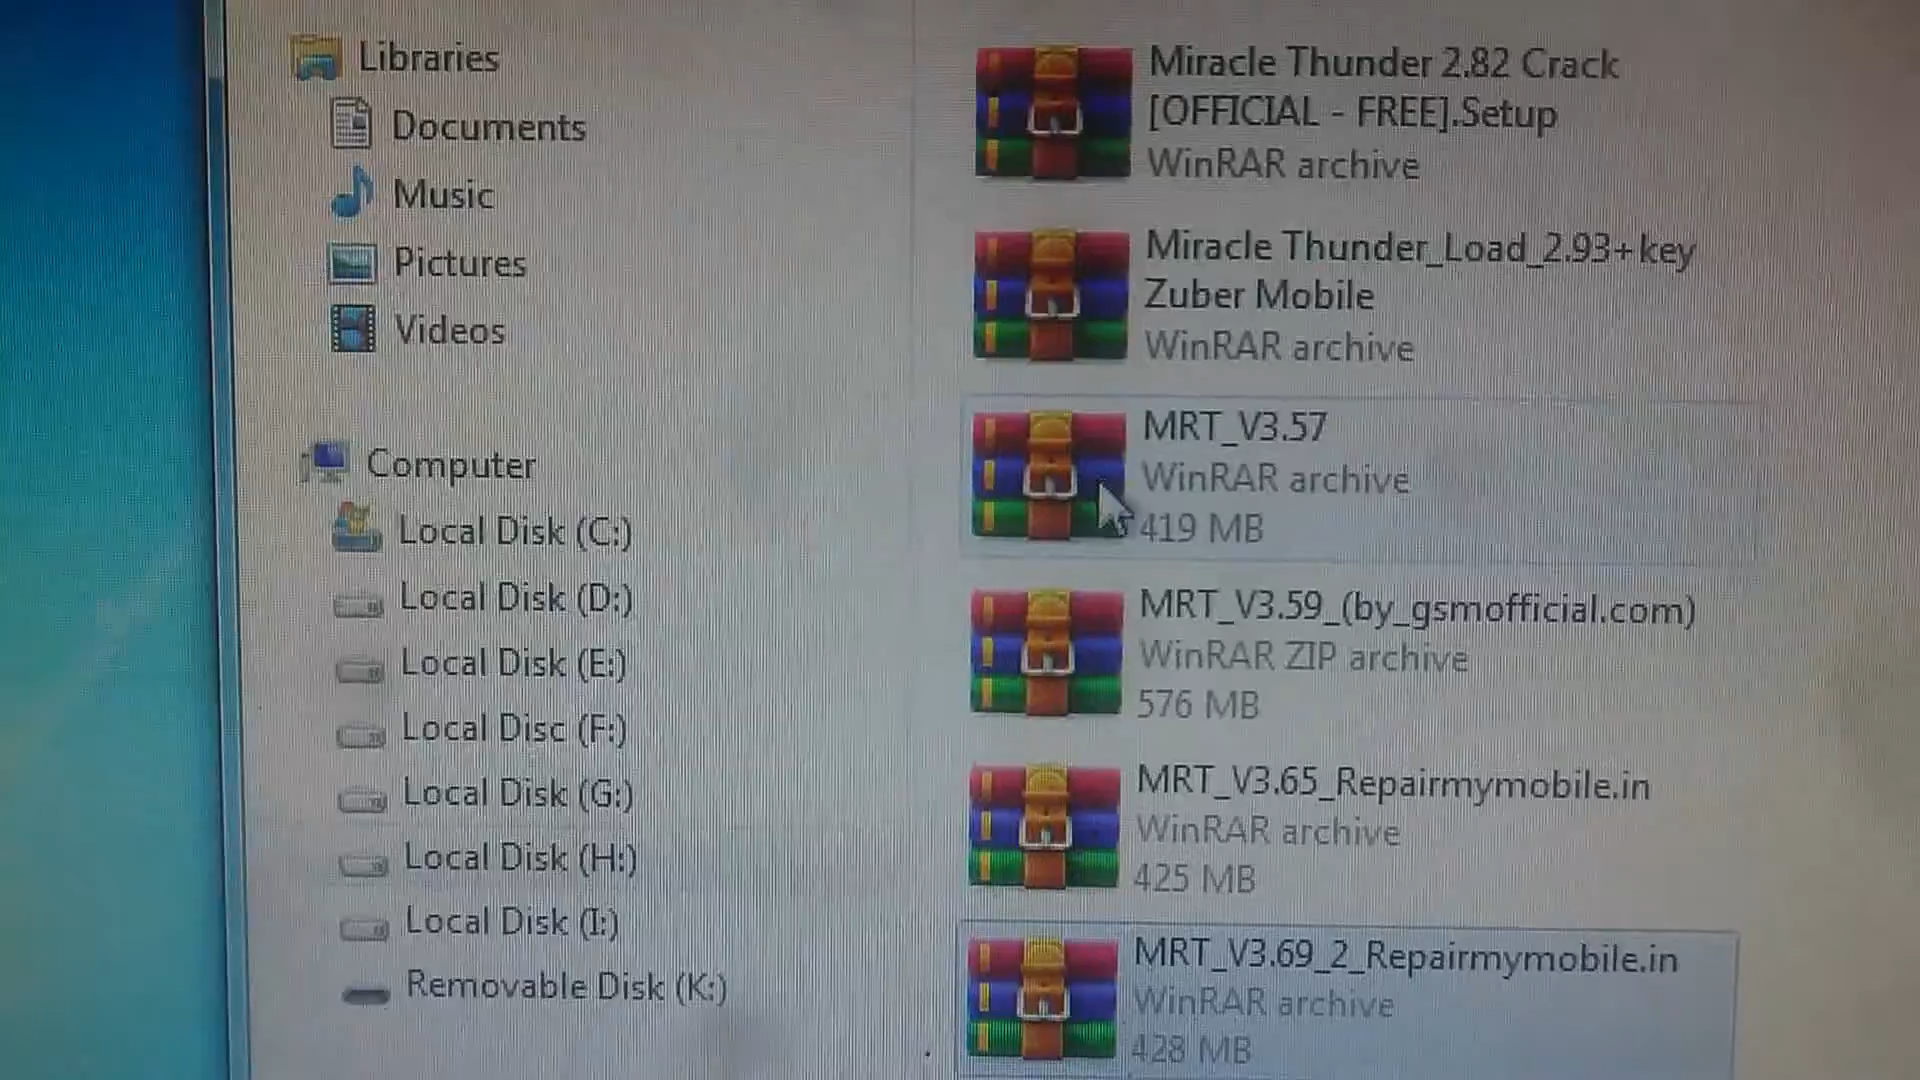 Libraries
Documents
Music
Pictures
Videos
Computer
Local Disk (C:)
Local Disk (D:)
Local Disk (E:)
Local Disc (F:)
Local Disk (G:)
Local Disk (H:)
Local Disk (I:)
Removable Disk (K:)
Miracle Thunder 2.82 Crack
[OFFICIAL - FREE].Setup
WinRAR archive
Miracle Thunder_Load_2.93+key
Zuber Mobile
WinRAR archive
MRT_V3.57
WinRAR archive
419 MB
MRT_V3.59_(by_gsmofficial.com)
WinRAR ZIP archive
576 MB
MRT_V3.65_Repairmymobile.in
WinRAR archive
425 MB
MRT_V3.69_2_Repairmymobile.in
WinRAR archive
428 MB